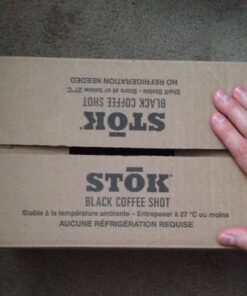 NO REFRIGERATION NEEDED
Shelf Stable - Store at or below 27°C
BLACK COFFEE SHOT
STŌK
STŌK
BLACK COFFEE SHOT
Stable à la température ambiante – Entreposer à 27 °C ou moins
AUCUNE RÉFRIGÉRATION REQUISE